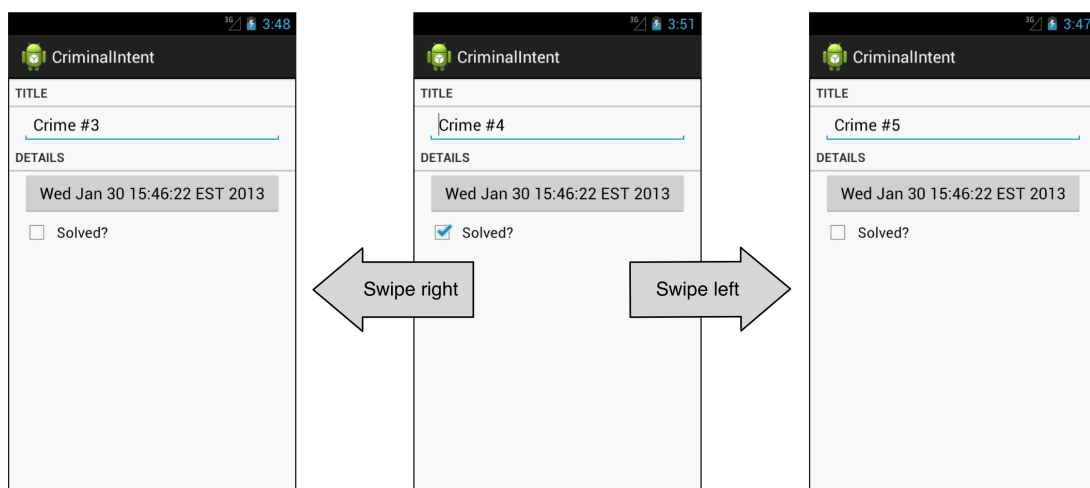 3G 3:48
CriminalIntent
TITLE
Crime #3
DETAILS
Wed Jan 30 15:46:22 EST 2013
Solved?
Swipe right
3G 3:51
CriminalIntent
TITLE
Crime #4
DETAILS
Wed Jan 30 15:46:22 EST 2013
Solved?
Swipe left
3G 3:47
CriminalIntent
TITLE
Crime #5
DETAILS
Wed Jan 30 15:46:22 EST 2013
Solved?